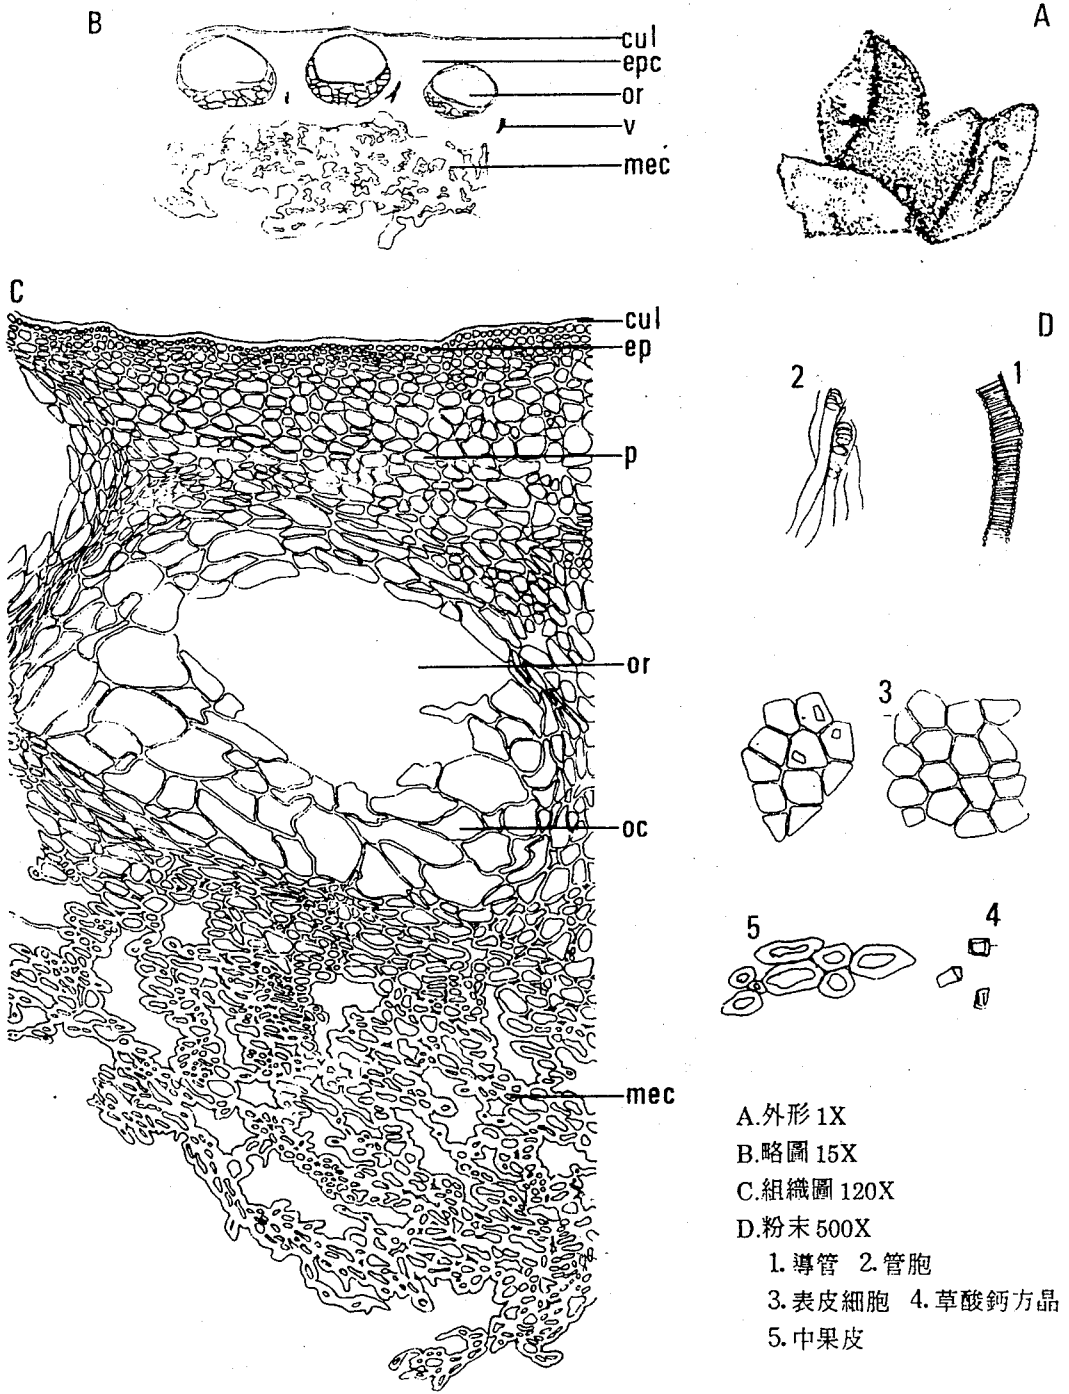 B
cul
epc
or
v
mec
A
C
cul
ep
p
or
oc
mec
D
2
1
3
5
4
A.外形 1X
B.略圖 15X
C.組織圖 120X
D.粉末 500X
1. 導管 2. 管胞
3. 表皮細胞 4. 草酸鈣方晶
5. 中果皮